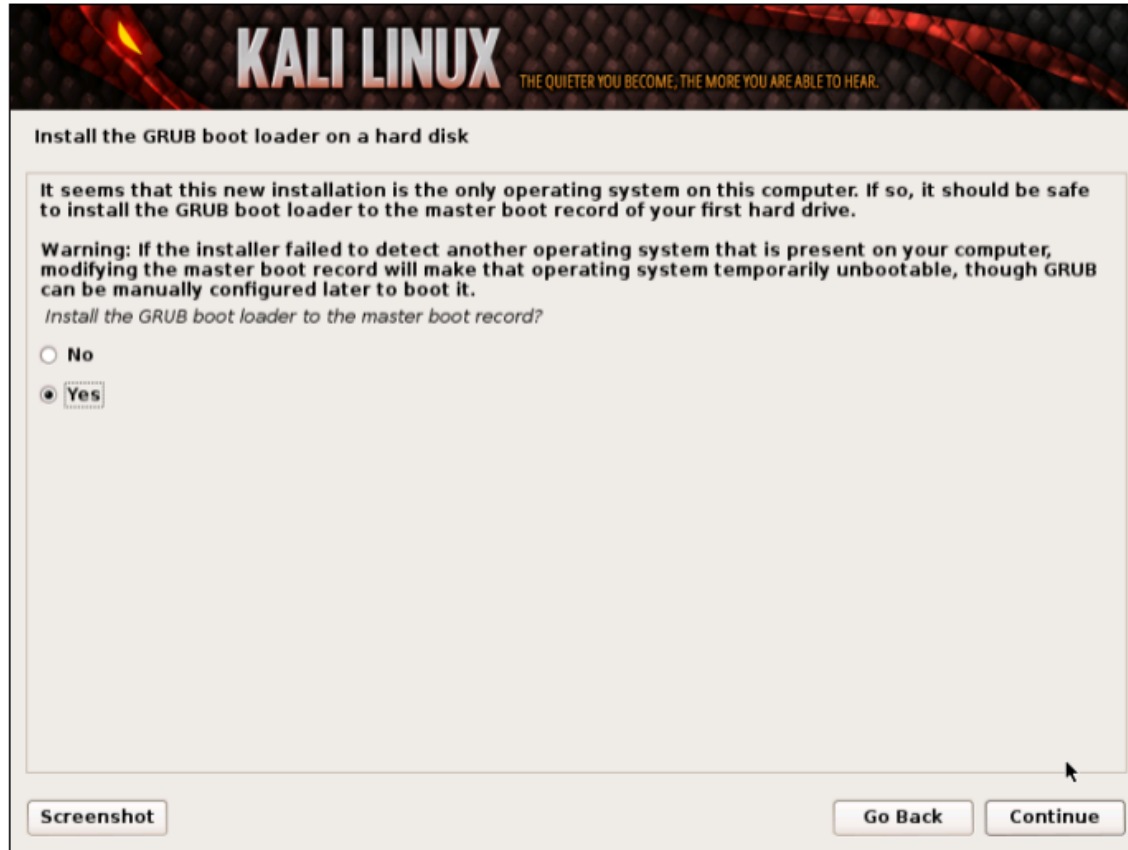 KALI LINUX
THE QUIETER YOU BECOME, THE MORE YOU ARE ABLE TO HEAR.
Install the GRUB boot loader on a hard disk
It seems that this new installation is the only operating system on this computer. If so, it should be safe
to install the GRUB boot loader to the master boot record of your first hard drive.
Warning: If the installer failed to detect another operating system that is present on your computer,
modifying the master boot record will make that operating system temporarily unbootable, though GRUB
can be manually configured later to boot it.
Install the GRUB boot loader to the master boot record?
No
Yes
Screenshot
Go Back
Continue